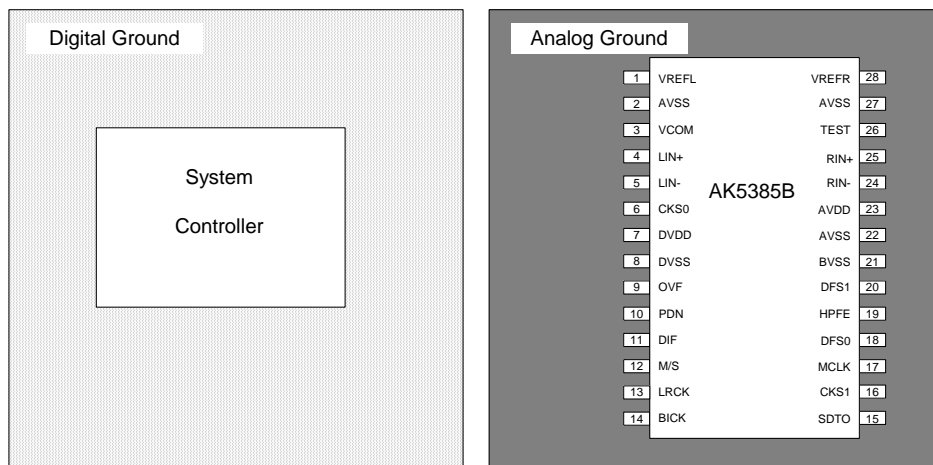 Digital Ground
System
Controller
Analog Ground
AK5385B
1 VREFL
2 AVSS
3 VCOM
4 LIN+
5 LIN-
6 CKS0
7 DVDD
8 DVSS
9 OVF
10 PDN
11 DIF
12 M/S
13 LRCK
14 BICK
VREFR 28
AVSS 27
TEST 26
RIN+ 25
RIN- 24
AVDD 23
AVSS 22
BVSS 21
DFS1 20
HPFE 19
DFS0 18
MCLK 17
CKS1 16
SDTO 15